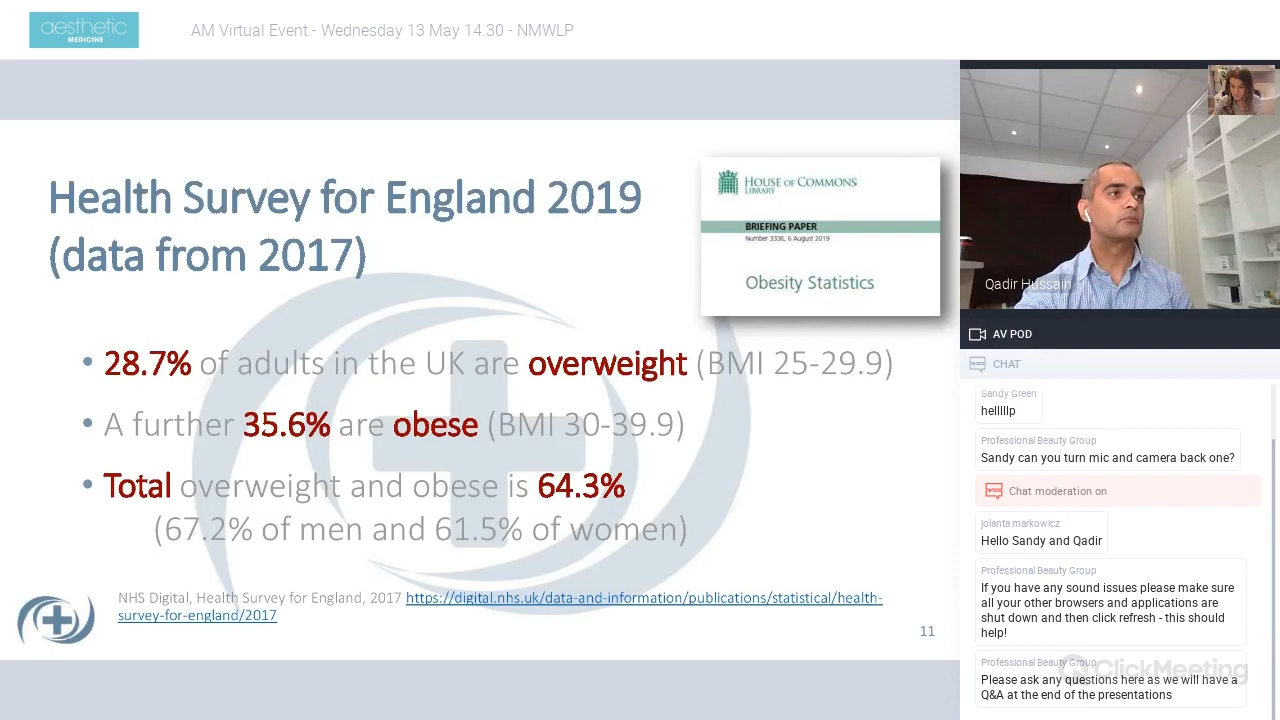 aesthetic
MEDICINE
AM Virtual Event - Wednesday 13 May 14.30 - NMWLP
Health Survey for England 2019
(data from 2017)
HOUSE OF COMMONS
LIBRARY
BRIEFING PAPER
Number 3336, 6 August 2019
Obesity Statistics
• 28.7% of adults in the UK are overweight (BMI 25-29.9)
• A further 35.6% are obese (BMI 30-39.9)
• Total overweight and obese is 64.3%
(67.2% of men and 61.5% of women)
NHS Digital, Health Survey for England, 2017 https://digital.nhs.uk/data-and-information/publications/statistical/health-
survey-for-england/2017
11
Qadir Hussain
AV POD
CHAT
Sandy Green
helllllp
Professional Beauty Group
Sandy can you turn mic and camera back one?
Chat moderation on
jolanta markowicz
Hello Sandy and Qadir
Professional Beauty Group
If you have any sound issues please make sure
all your other browsers and applications are
shut down and then click refresh - this should
help!
Professional Beauty Group
ClickMeeting
Please ask any questions here as we will have a
Q&A at the end of the presentations